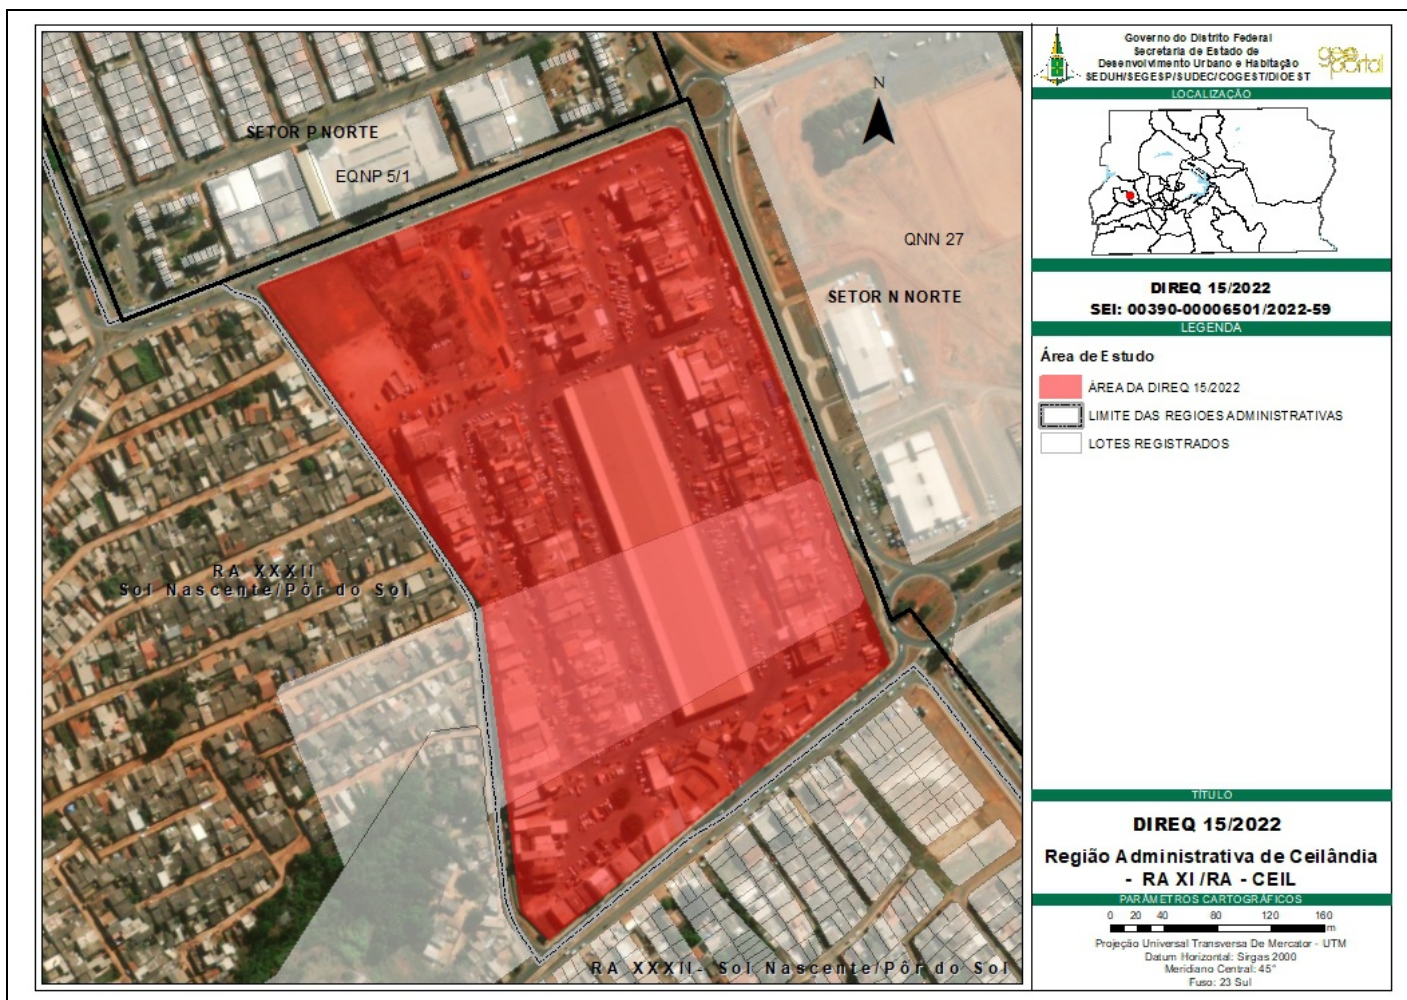 SETOR P NORTE
EQNP 5/1
N
QNN 27
SETOR N NORTE
RA XXXII
Sol Nascente/Pôr do Sol
RA XXXII- Sol Nascente/Pôr do Sol
Governo do Distrito Federal
Secretaria de Estado de
Desenvolvimento Urbano e Habitação
SEDUH/SEGESP/SUDEC/COGEST/DIOEST
geo
portal
LOCALIZAÇÃO
DIREQ 15/2022
SEI: 00390-00006501/2022-59
LEGENDA
Área de Estudo
ÁREA DA DIREQ 15/2022
LIMITE DAS REGIOES ADMINISTRATIVAS
LOTES REGISTRADOS
TÍTULO
DIREQ 15/2022
Região Administrativa de Ceilândia
- RA XI /RA - CEIL
PARÂMETROS CARTOGRÁFICOS
0 20 40 80 120 160
m
Projeção Universal Transversa De Mercator - UTM
Datum Horizontal: Sirgas 2000
Meridiano Central: 45°
Fuso: 23 Sul